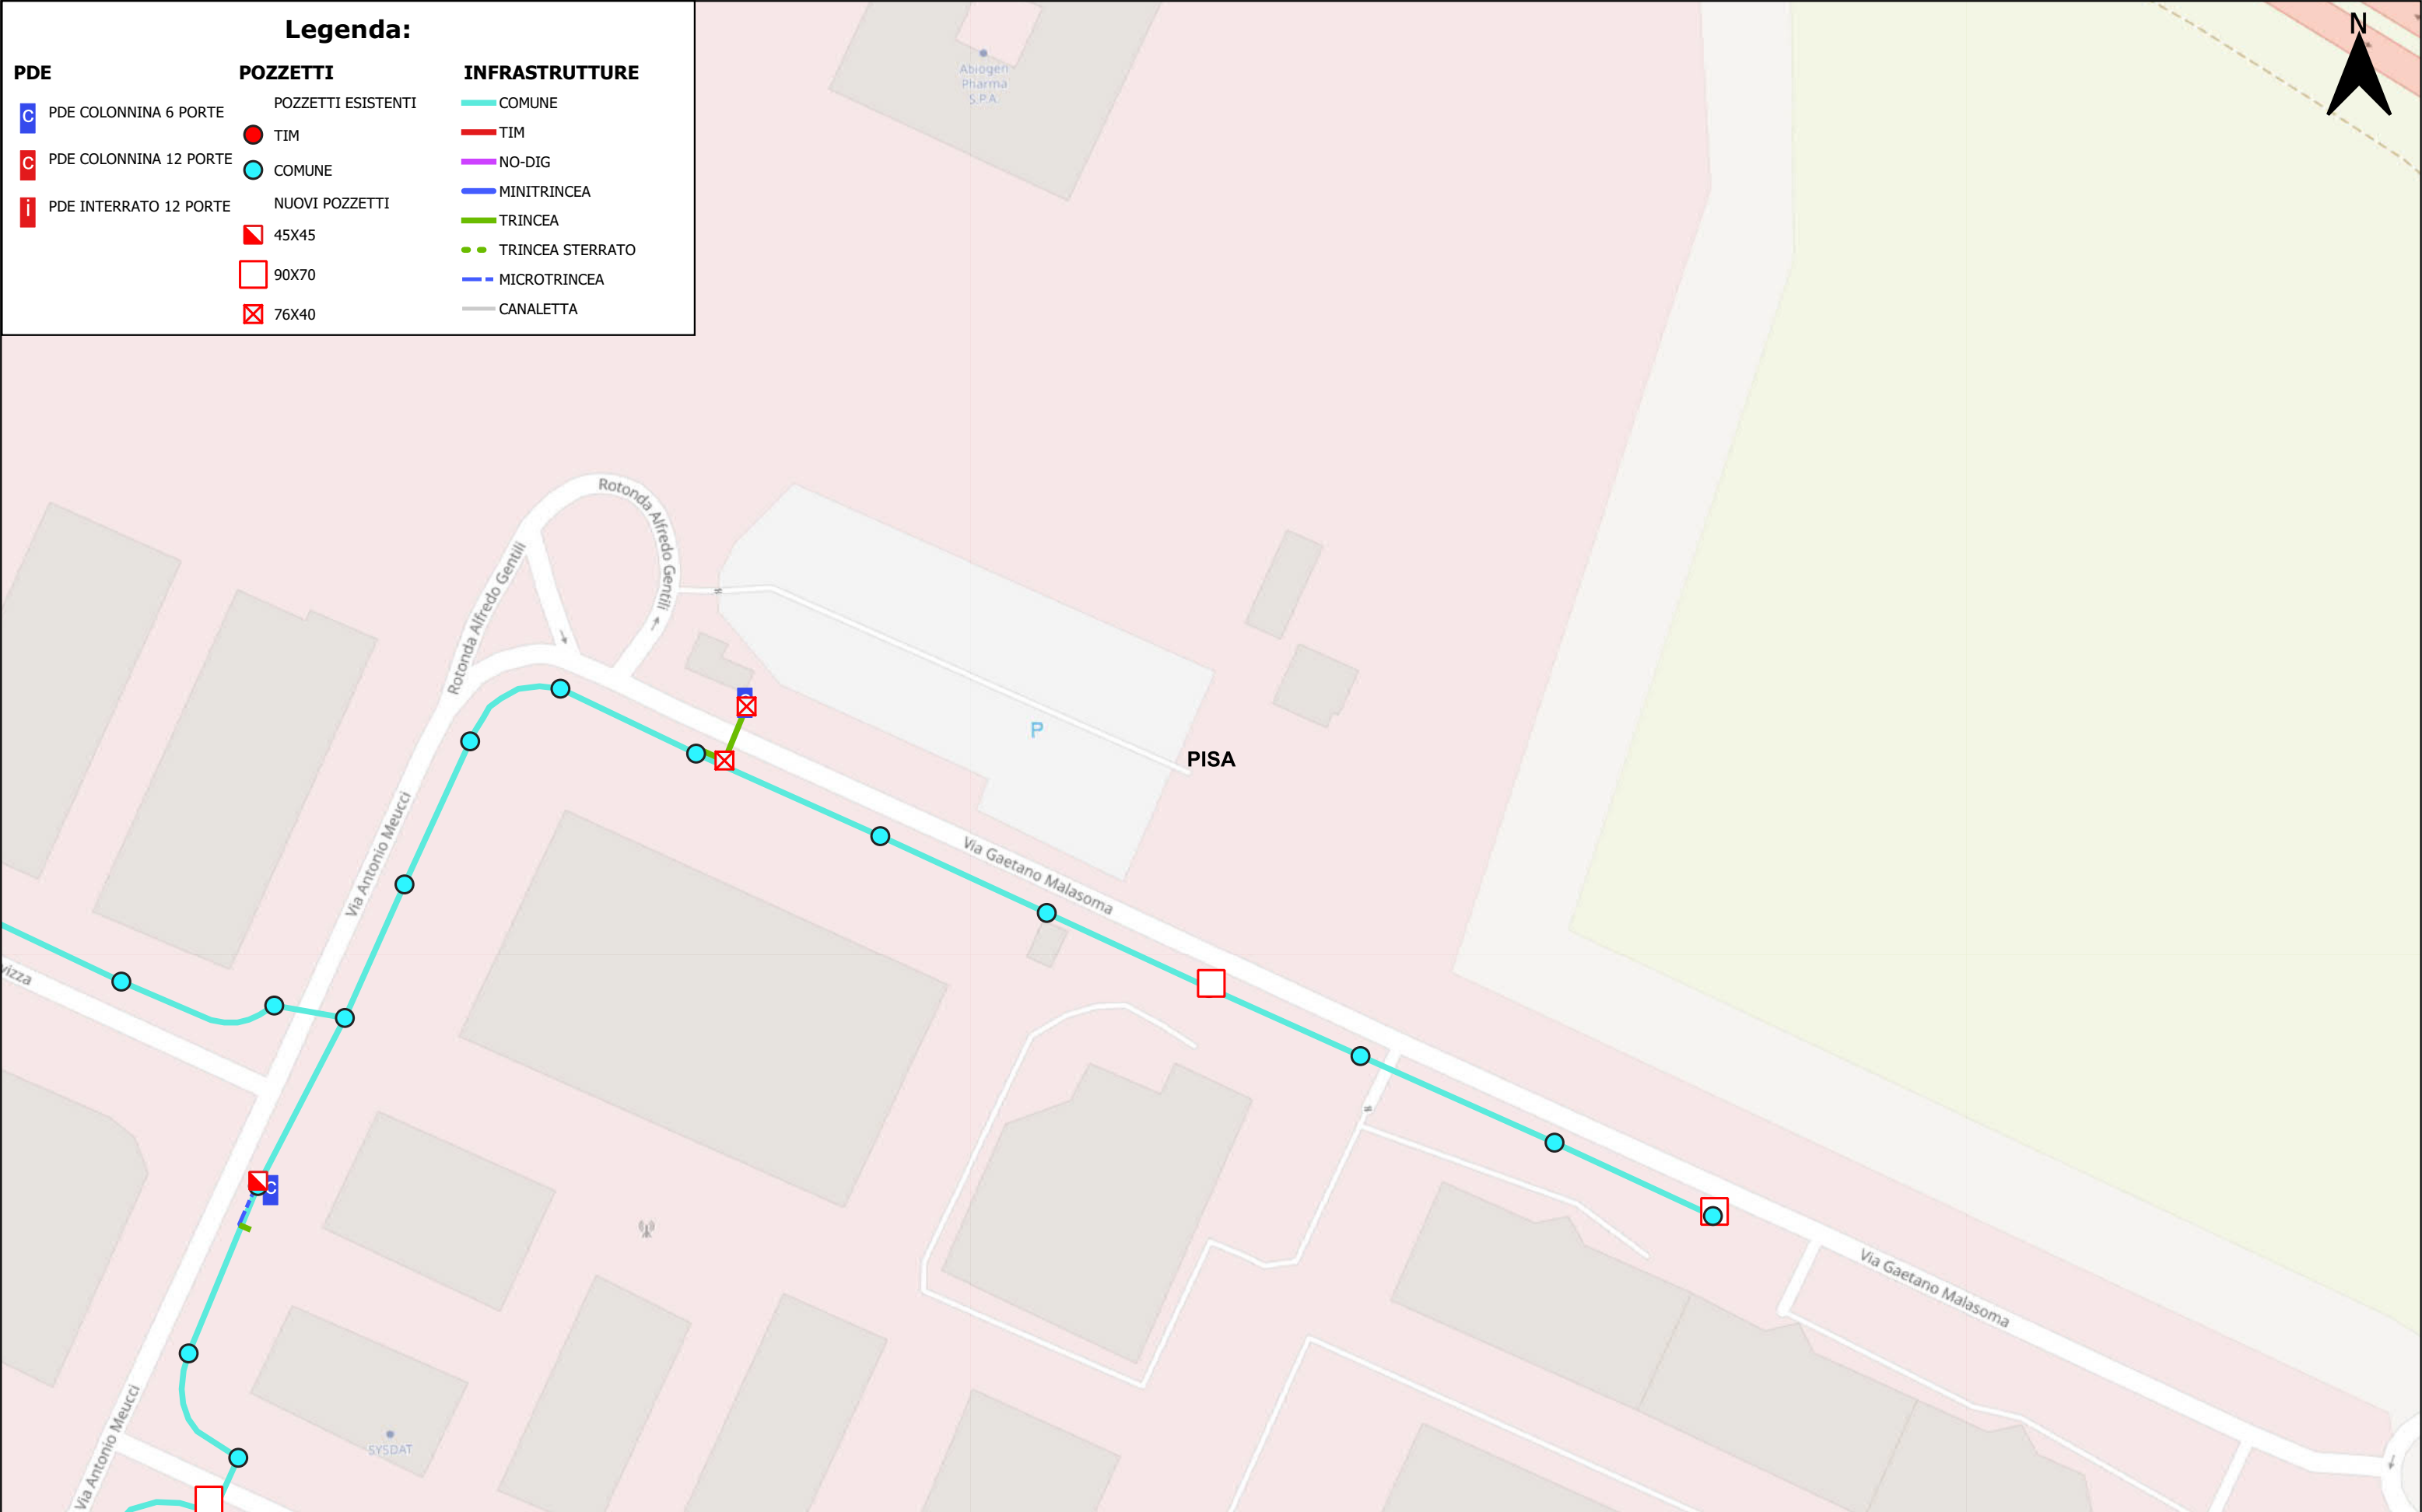 Legenda:
PDE
C PDE COLONNINA 6 PORTE
C PDE COLONNINA 12 PORTE
i PDE INTERRATO 12 PORTE
POZZETTI
POZZETTI ESISTENTI
TIM
COMUNE
NUOVI POZZETTI
45X45
90X70
76X40
INFRASTRUTTURE
COMUNE
TIM
NO-DIG
MINITRINCEA
TRINCEA
TRINCEA STERRATO
MICROTRINCEA
CANALETTA
N
Abiogen
Pharma
S.P.A.
Rotonda Alfredo Gentili
Rotonda Alfredo Gentili
P
PISA
Via Antonio Meucci
Via Gaetano Malasoma
C
Via Gaetano Malasoma
Via Antonio Meucci
SYSDAT